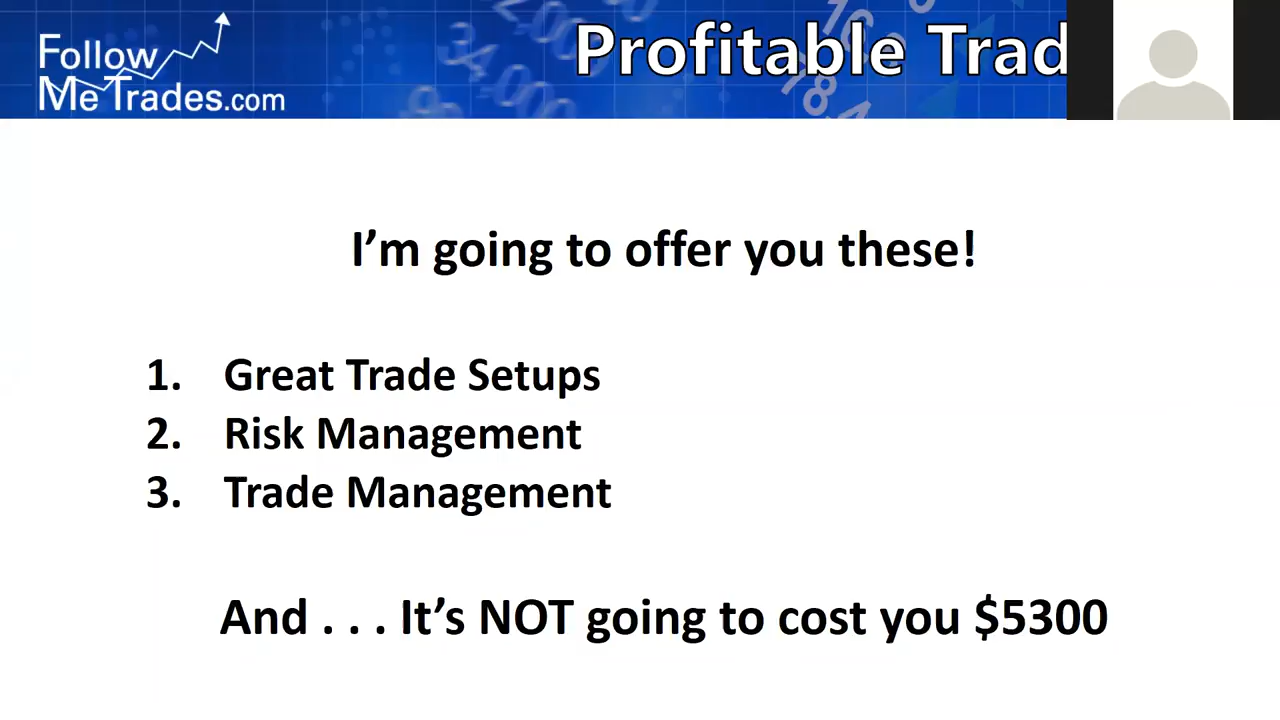 Follow
Me Trades.com
Profitable Trad
I'm going to offer you these!
1. Great Trade Setups
2. Risk Management
3. Trade Management
And . . . It's NOT going to cost you $5300